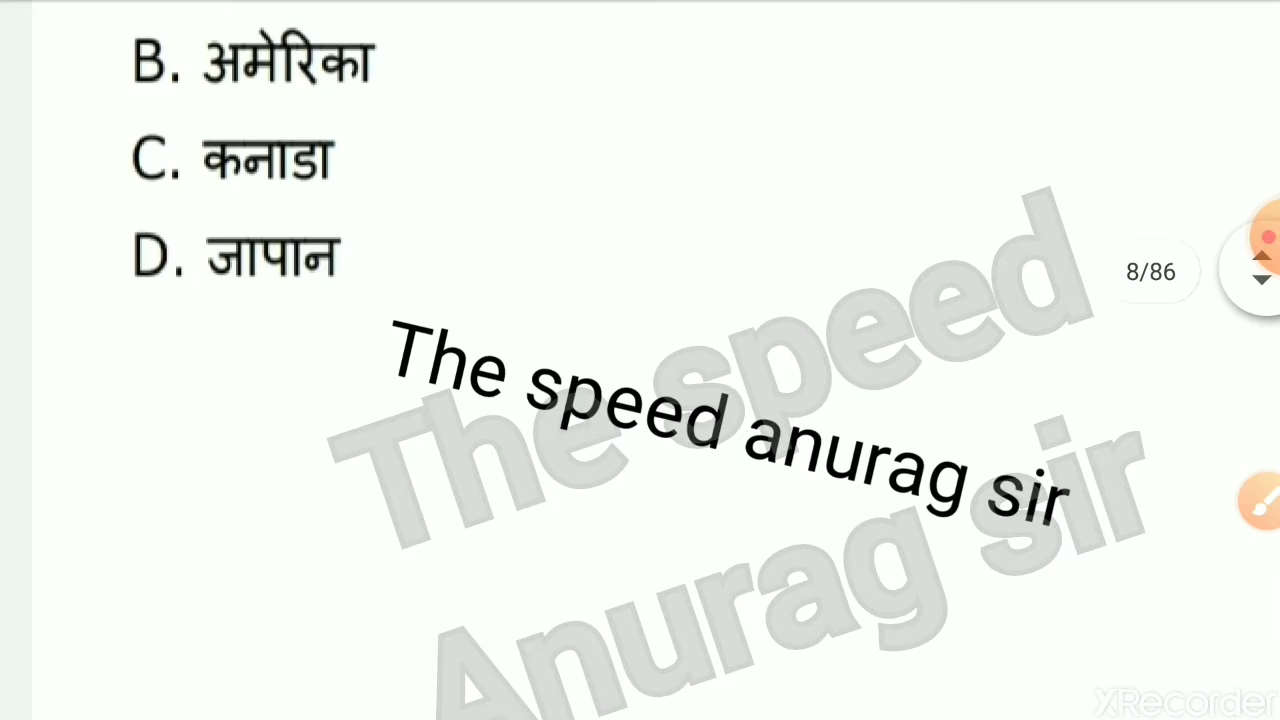 B. अमेरिका
C. कनाडा
D. जापान
8/86
The speed
The speed anurag sir
Anurag sir
XRecorder